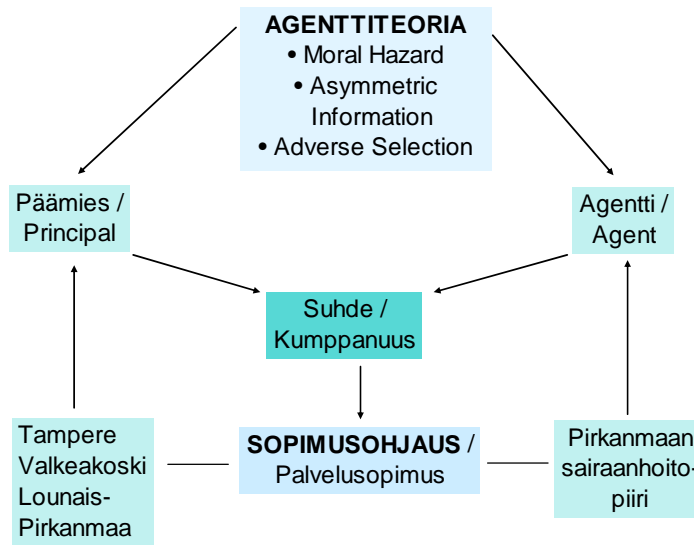 AGENTTITEORIA
• Moral Hazard
• Asymmetric
Information
• Adverse Selection
Päämies /
Principal
Agentti /
Agent
Suhde /
Kumppanuus
Tampere
Valkeakoski
Lounais-
Pirkanmaa
SOPIMUSOHJAUS /
Palvelusopimus
Pirkanmaan
sairaanhoito-
piiri